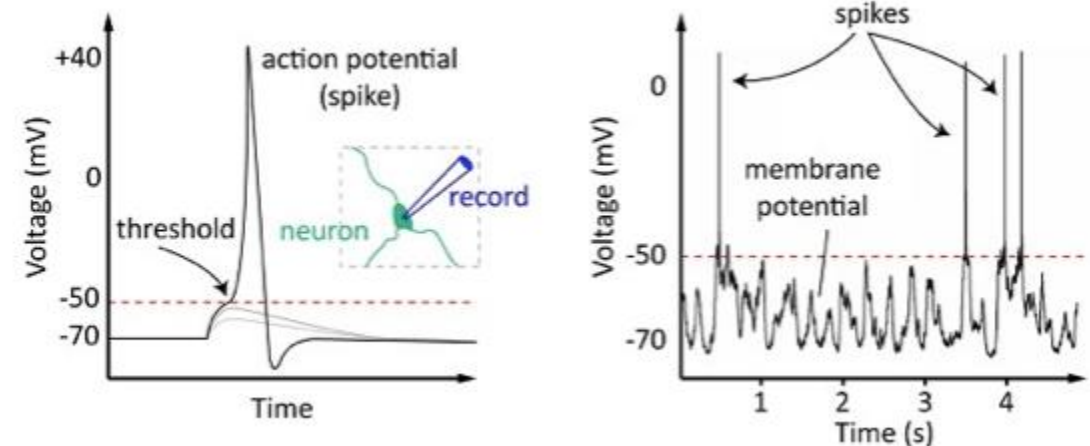 +40
0
-50
-70
Voltage (mV)
Time
action potential
(spike)
threshold
neuron
record
spikes
0
-50
-70
Voltage (mV)
membrane
potential
1 2 3 4
Time (s)